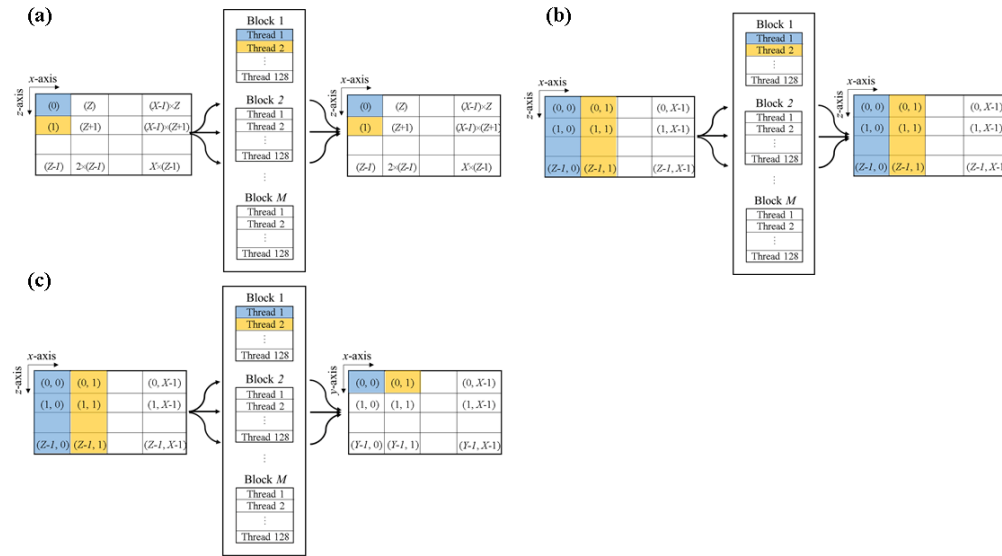 (a)
x-axis
z-axis
(0) (Z) (X-1)×Z
(1) (Z+1) (X-1)×(Z+1)
(Z-1) 2×(Z-1) X×(Z-1)
Block 1
Thread 1
Thread 2
⋮
Thread 128
Block 2
Thread 1
Thread 2
⋮
Thread 128
⋮
Block M
Thread 1
Thread 2
⋮
Thread 128
x-axis
z-axis
(0) (Z) (X-1)×Z
(1) (Z+1) (X-1)×(Z+1)
(Z-1) 2×(Z-1) X×(Z-1)
(b)
x-axis
z-axis
(0, 0) (0, 1) (0, X-1)
(1, 0) (1, 1) (1, X-1)
(Z-1, 0) (Z-1, 1) (Z-1, X-1)
Block 1
Thread 1
Thread 2
⋮
Thread 128
Block 2
Thread 1
Thread 2
⋮
Thread 128
⋮
Block M
Thread 1
Thread 2
⋮
Thread 128
x-axis
z-axis
(0, 0) (0, 1) (0, X-1)
(1, 0) (1, 1) (1, X-1)
(Z-1, 0) (Z-1, 1) (Z-1, X-1)
(c)
x-axis
z-axis
(0, 0) (0, 1) (0, X-1)
(1, 0) (1, 1) (1, X-1)
(Z-1, 0) (Z-1, 1) (Z-1, X-1)
Block 1
Thread 1
Thread 2
⋮
Thread 128
Block 2
Thread 1
Thread 2
⋮
Thread 128
⋮
Block M
Thread 1
Thread 2
⋮
Thread 128
x-axis
y-axis
(0, 0) (0, 1) (0, X-1)
(1, 0) (1, 1) (1, X-1)
(Y-1, 0) (Y-1, 1) (Y-1, X-1)